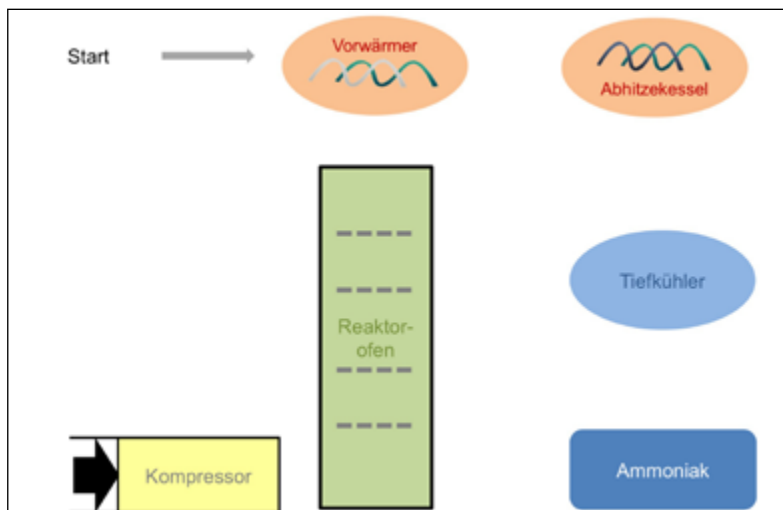 Start
Vorwärmer
Abhitzekessel
Tiefkühler
Reaktor-
ofen
Kompressor
Ammoniak